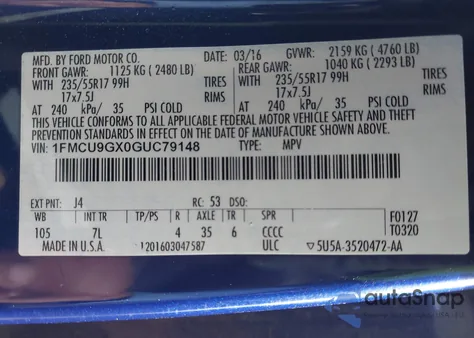 MFD. BY FORD MOTOR CO. DATE: 03/16 GVWR: 2159 KG ( 4760 LB)
FRONT GAWR: 1125 KG ( 2480 LB) REAR GAWR: 1040 KG ( 2293 LB)
235/55R17 99H TIRES 235/55R17 99H TIRES
17x7.5J RIMS 17x7.5J RIMS
AT 240 kPa/ 35 PSI COLD AT 240 kPa/ 35 PSI COLD
THIS VEHICLE CONFORMS TO ALL APPLICABLE FEDERAL MOTOR VEHICLE SAFETY AND THEFT
PREVENTION STANDARDS IN EFFECT ON THE DATE OF MANUFACTURE SHOWN ABOVE.
VIN: 1FMCU9GX0GUC79148 TYPE: MPV
EXT PNT: J4 RC: 53 DSO:
WB INT TR TP/PS R AXLE TR SPR F0127
105 7L 4 35 6 CCCC T0320
MADE IN U.S.A. 201603047587 ULC 5U5A-3520472-AA
autoSnap